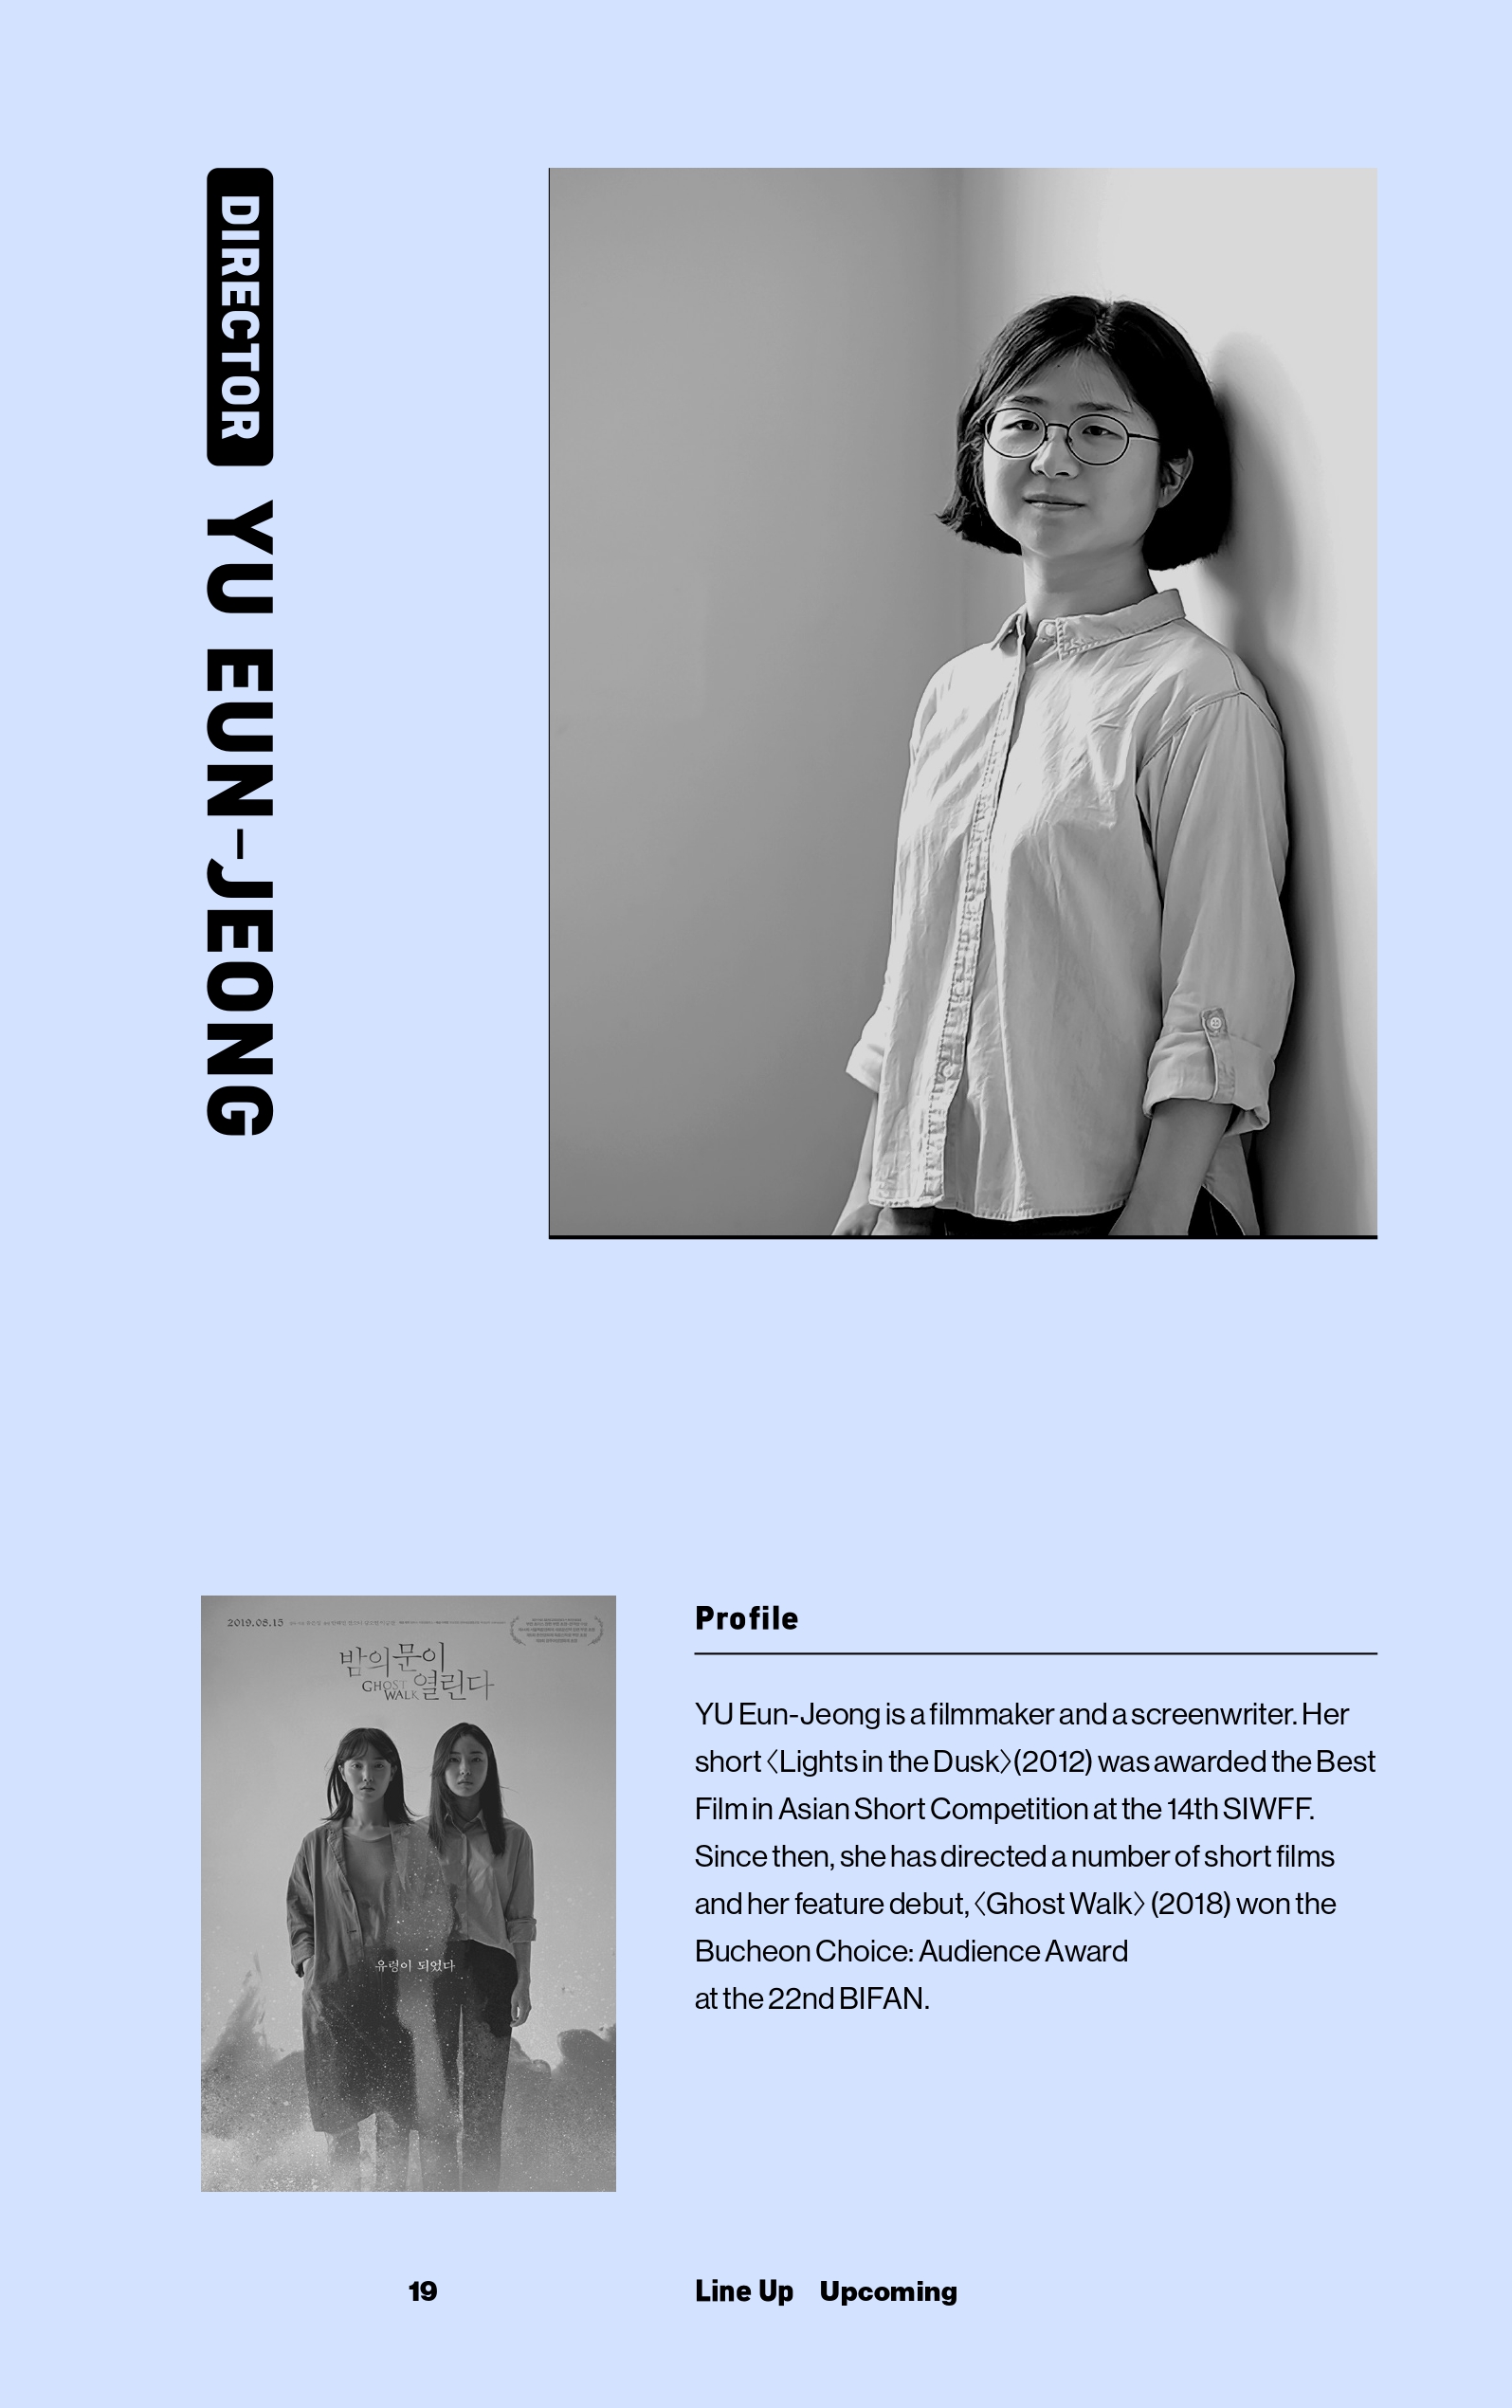 DIRECTOR YU EUN-JEONG
2019.08.15
밤의 문이
GHOST WALK 열린다
유령이 되었다
Profile
YU Eun-Jeong is a filmmaker and a screenwriter. Her
short〈Lights in the Dusk〉(2012) was awarded the Best
Film in Asian Short Competition at the 14th SIWFF.
Since then, she has directed a number of short films
and her feature debut,〈Ghost Walk〉(2018) won the
Bucheon Choice: Audience Award
at the 22nd BIFAN.
19 Line Up Upcoming